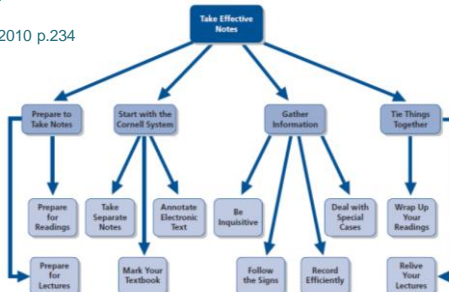 2010 p.234
Take Effective
Notes
Prepare to
Take Notes
Start with the
Cornell System
Gather
Information
Tie Things
Together
Prepare
for
Readings
Take
Separate
Notes
Annotate
Electronic
Text
Be
Inquisitive
Deal with
Special
Cases
Wrap Up
Your
Readings
Prepare
for
Lectures
Mark Your
Textbook
Follow
the Signs
Record
Efficiently
Relive
Your
Lectures